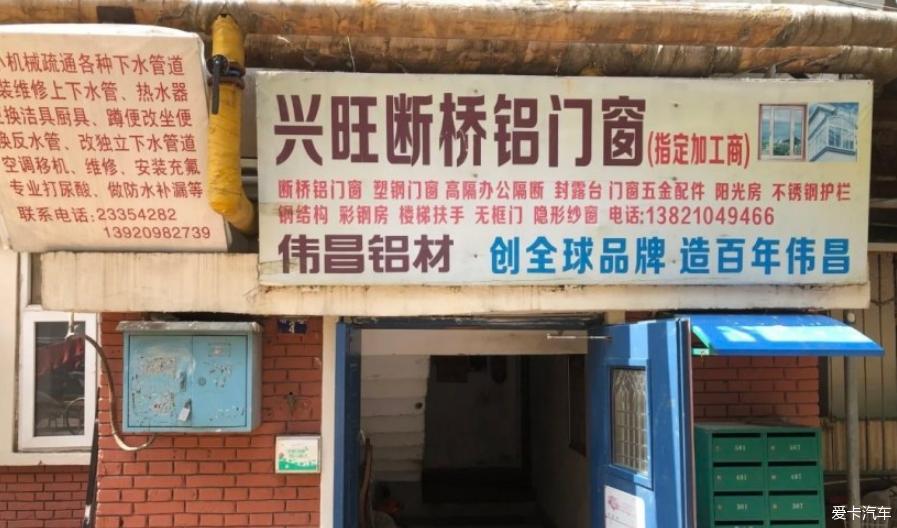 小机械疏通各种下水管道
装维修上下水管、热水器
换洁具厨具、蹲便改坐便
换反水管、改独立下水管道
空调移机、维修、安装充氟
专业打尿酸、做防水补漏等
联系电话:23354282
13920982739
兴旺断桥铝门窗(指定加工商)
断桥铝门窗 塑钢门窗 高隔办公隔断 封露台 门窗五金配件 阳光房 不锈钢护栏
钢结构 彩钢房 楼梯扶手 无框门 隐形纱窗 电话:13821049466
伟昌铝材 创全球品牌 造百年伟昌
3
501
601
401
301
爱卡汽车